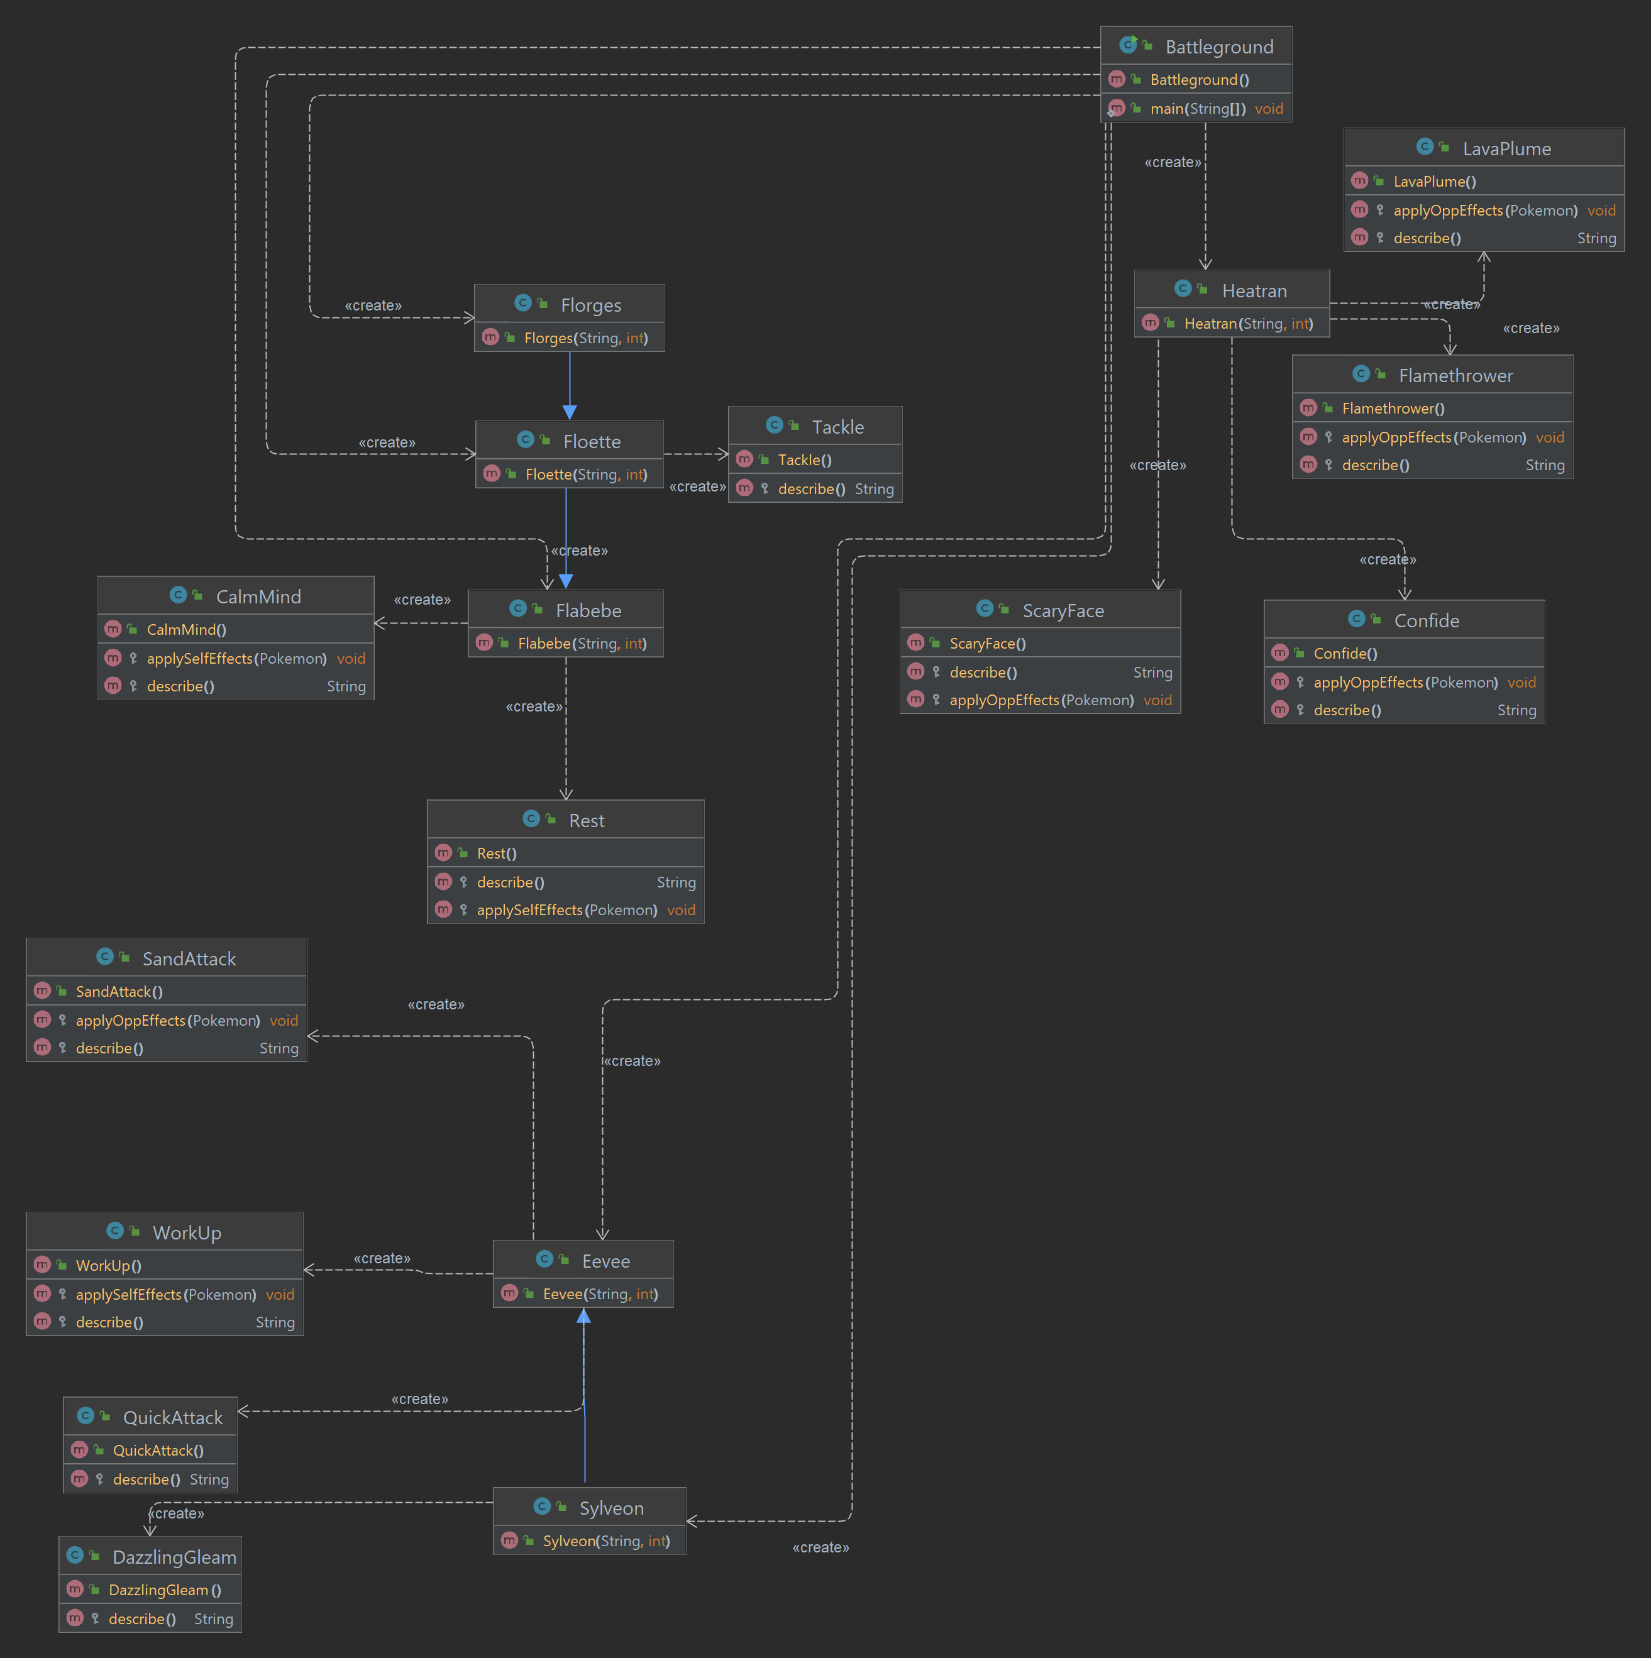 Battleground
Battleground()
main(String[]) void
«create»
LavaPlume
LavaPlume()
applyOppEffects(Pokemon) void
describe() String
Heatran
Heatran(String, int)
«create»
«create»
Florges
Florges(String, int)
«create»
Flamethrower
Flamethrower()
applyOppEffects(Pokemon) void
describe() String
Floette
Floette(String, int)
«create»
Tackle
Tackle()
describe() String
«create»
«create»
«create»
«create»
CalmMind
CalmMind()
applySelfEffects(Pokemon) void
describe() String
«create»
Flabebe
Flabebe(String, int)
ScaryFace
ScaryFace()
describe() String
applyOppEffects(Pokemon) void
Confide
Confide()
applyOppEffects(Pokemon) void
describe() String
«create»
Rest
Rest()
describe() String
applySelfEffects(Pokemon) void
SandAttack
SandAttack()
applyOppEffects(Pokemon) void
describe() String
«create»
«create»
WorkUp
WorkUp()
applySelfEffects(Pokemon) void
describe() String
«create»
Eevee
Eevee(String, int)
«create»
QuickAttack
QuickAttack()
describe() String
Sylveon
Sylveon(String, int)
«create»
«create»
DazzlingGleam
DazzlingGleam()
describe() String